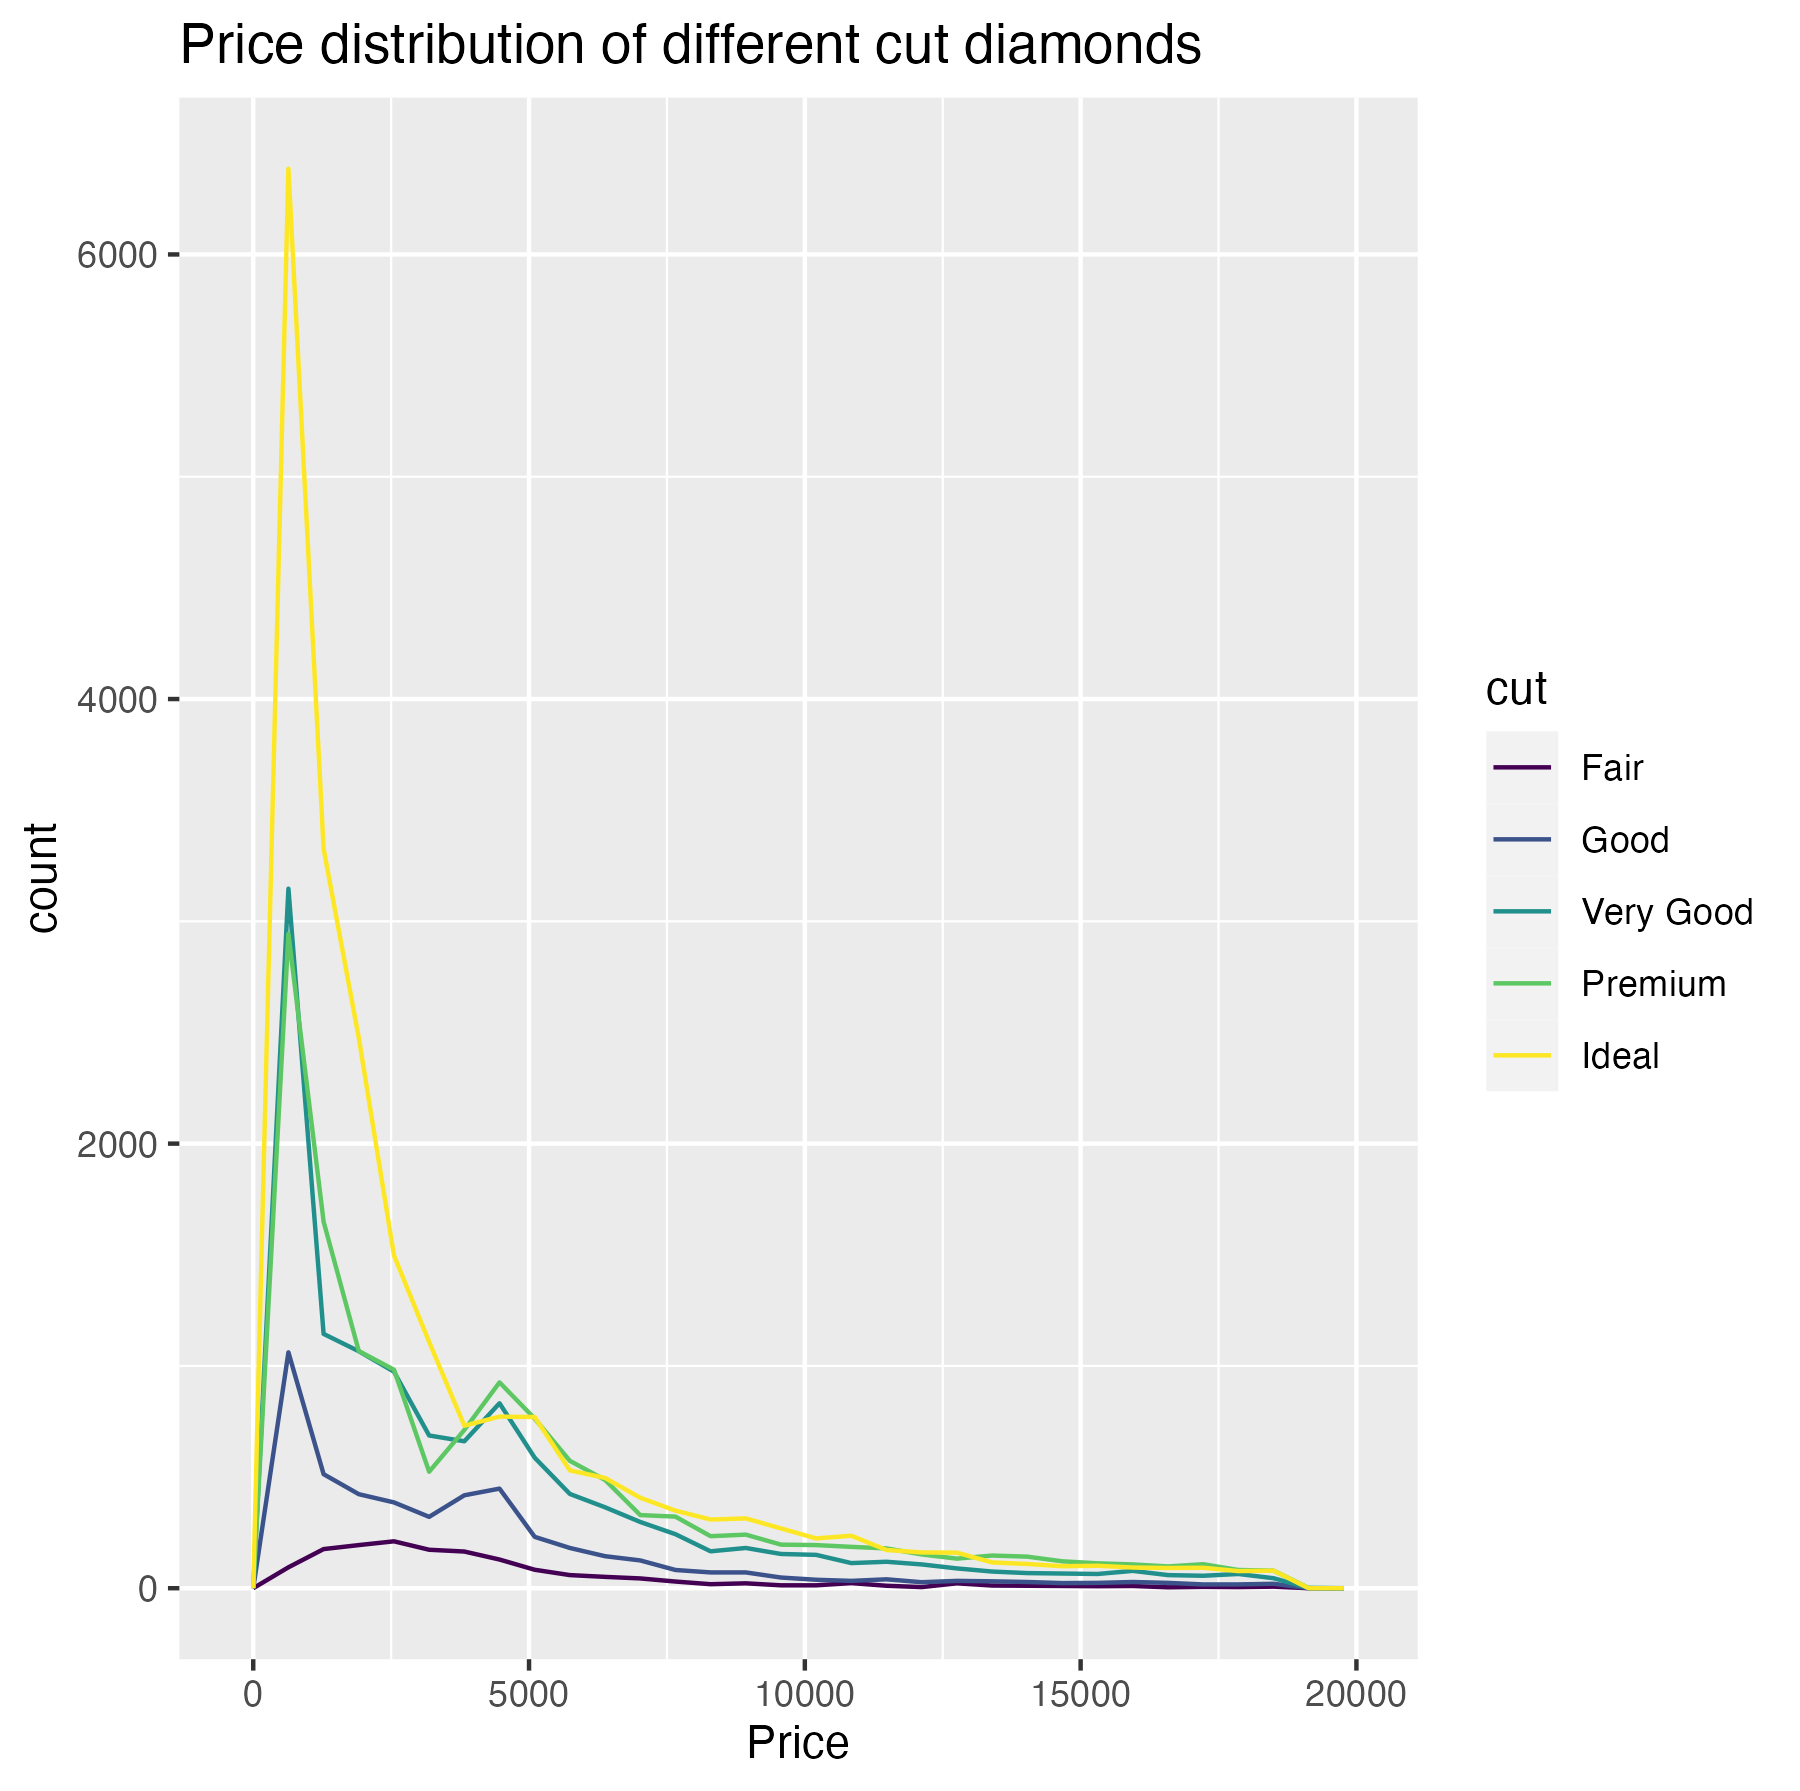 Price distribution of different cut diamonds
6000
4000
2000
0
count
0 5000 10000 15000 20000
Price
cut
Fair
Good
Very Good
Premium
Ideal